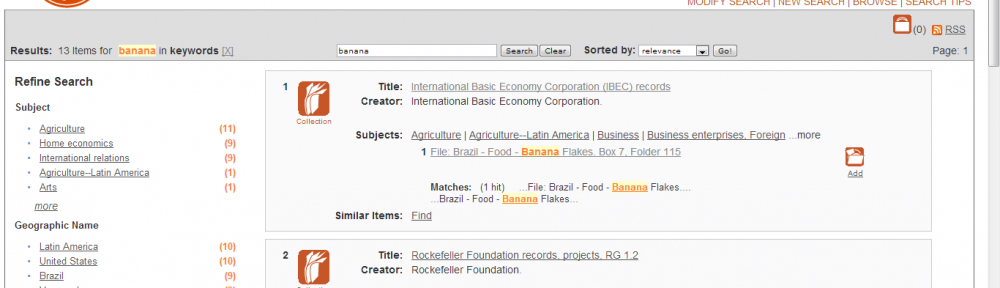 MODIFY SEARCH | NEW SEARCH | BROWSE | SEARCH TIPS
(0) RSS
Results: 13 Items for banana in keywords [X] banana Search Clear Sorted by: relevance Go! Page: 1
Refine Search
Subject
Agriculture (11)
Home economics (9)
International relations (9)
Agriculture--Latin America (1)
Arts (1)
more
Geographic Name
Latin America (10)
United States (10)
Brazil (9)
1
Collection
Title: International Basic Economy Corporation (IBEC) records
Creator: International Basic Economy Corporation.
Subjects: Agriculture | Agriculture--Latin America | Business | Business enterprises, Foreign ...more
1 File: Brazil - Food - Banana Flakes. Box 7, Folder 115
Add
Matches: (1 hit) ...File: Brazil - Food - Banana Flakes....
...Brazil - Food - Banana Flakes...
Similar Items: Find
2
Title: Rockefeller Foundation records, projects, RG 1.2
Creator: Rockefeller Foundation.